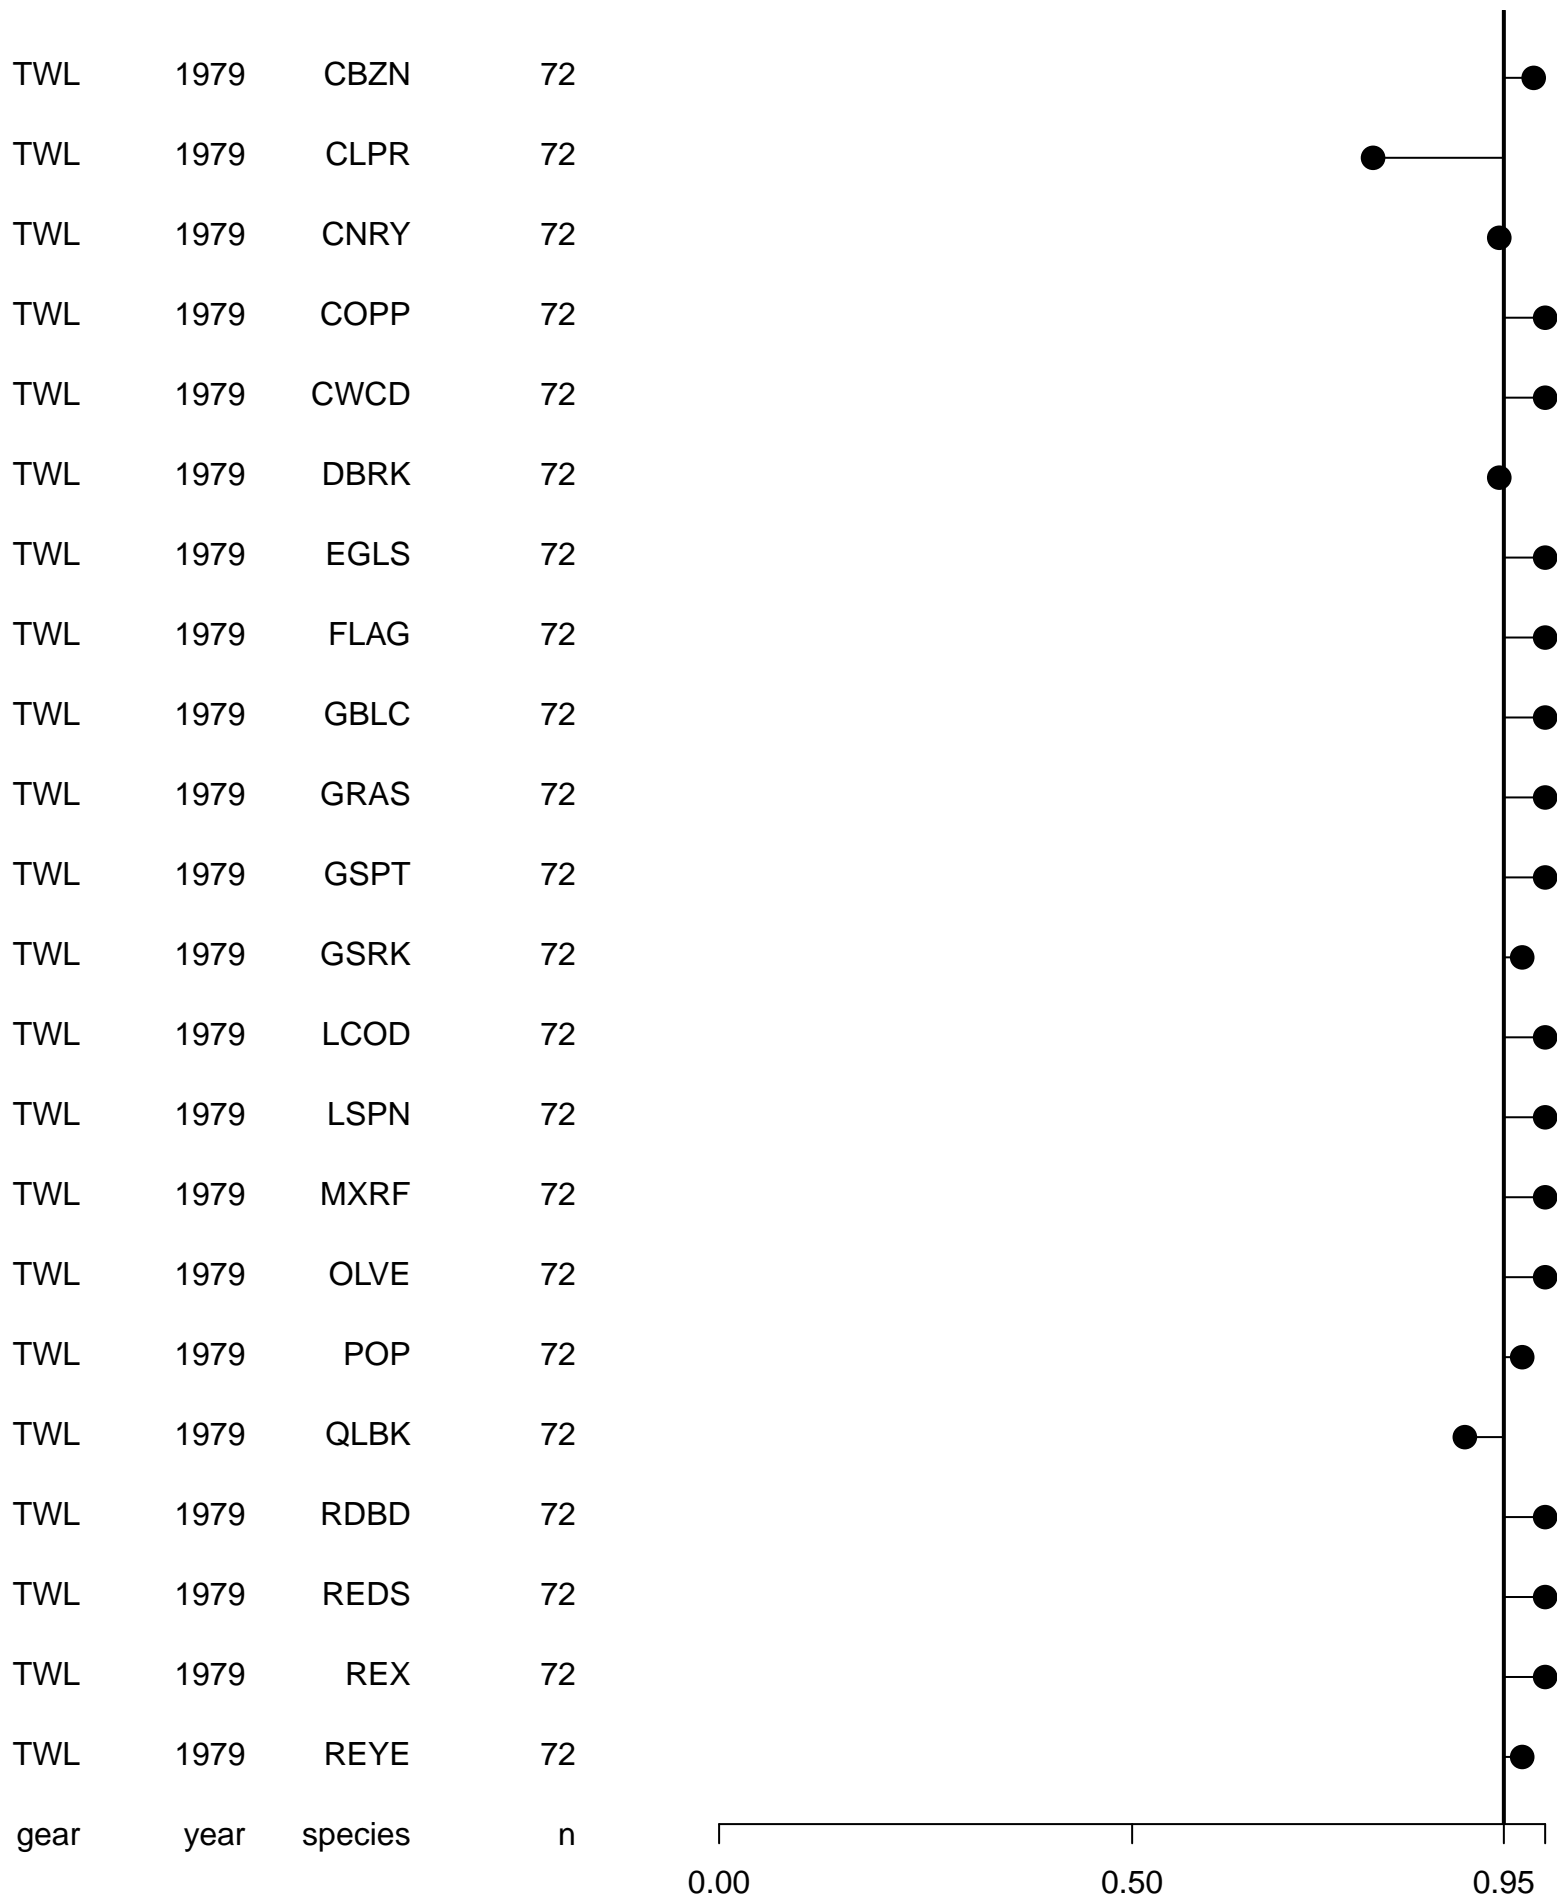 TWL 1979 CBZN 72
TWL 1979 CLPR 72
TWL 1979 CNRY 72
TWL 1979 COPP 72
TWL 1979 CWCD 72
TWL 1979 DBRK 72
TWL 1979 EGLS 72
TWL 1979 FLAG 72
TWL 1979 GBLC 72
TWL 1979 GRAS 72
TWL 1979 GSPT 72
TWL 1979 GSRK 72
TWL 1979 LCOD 72
TWL 1979 LSPN 72
TWL 1979 MXRF 72
TWL 1979 OLVE 72
TWL 1979 POP 72
TWL 1979 QLBK 72
TWL 1979 RDBD 72
TWL 1979 REDS 72
TWL 1979 REX 72
TWL 1979 REYE 72
gear year species n
0.00 0.50 0.95